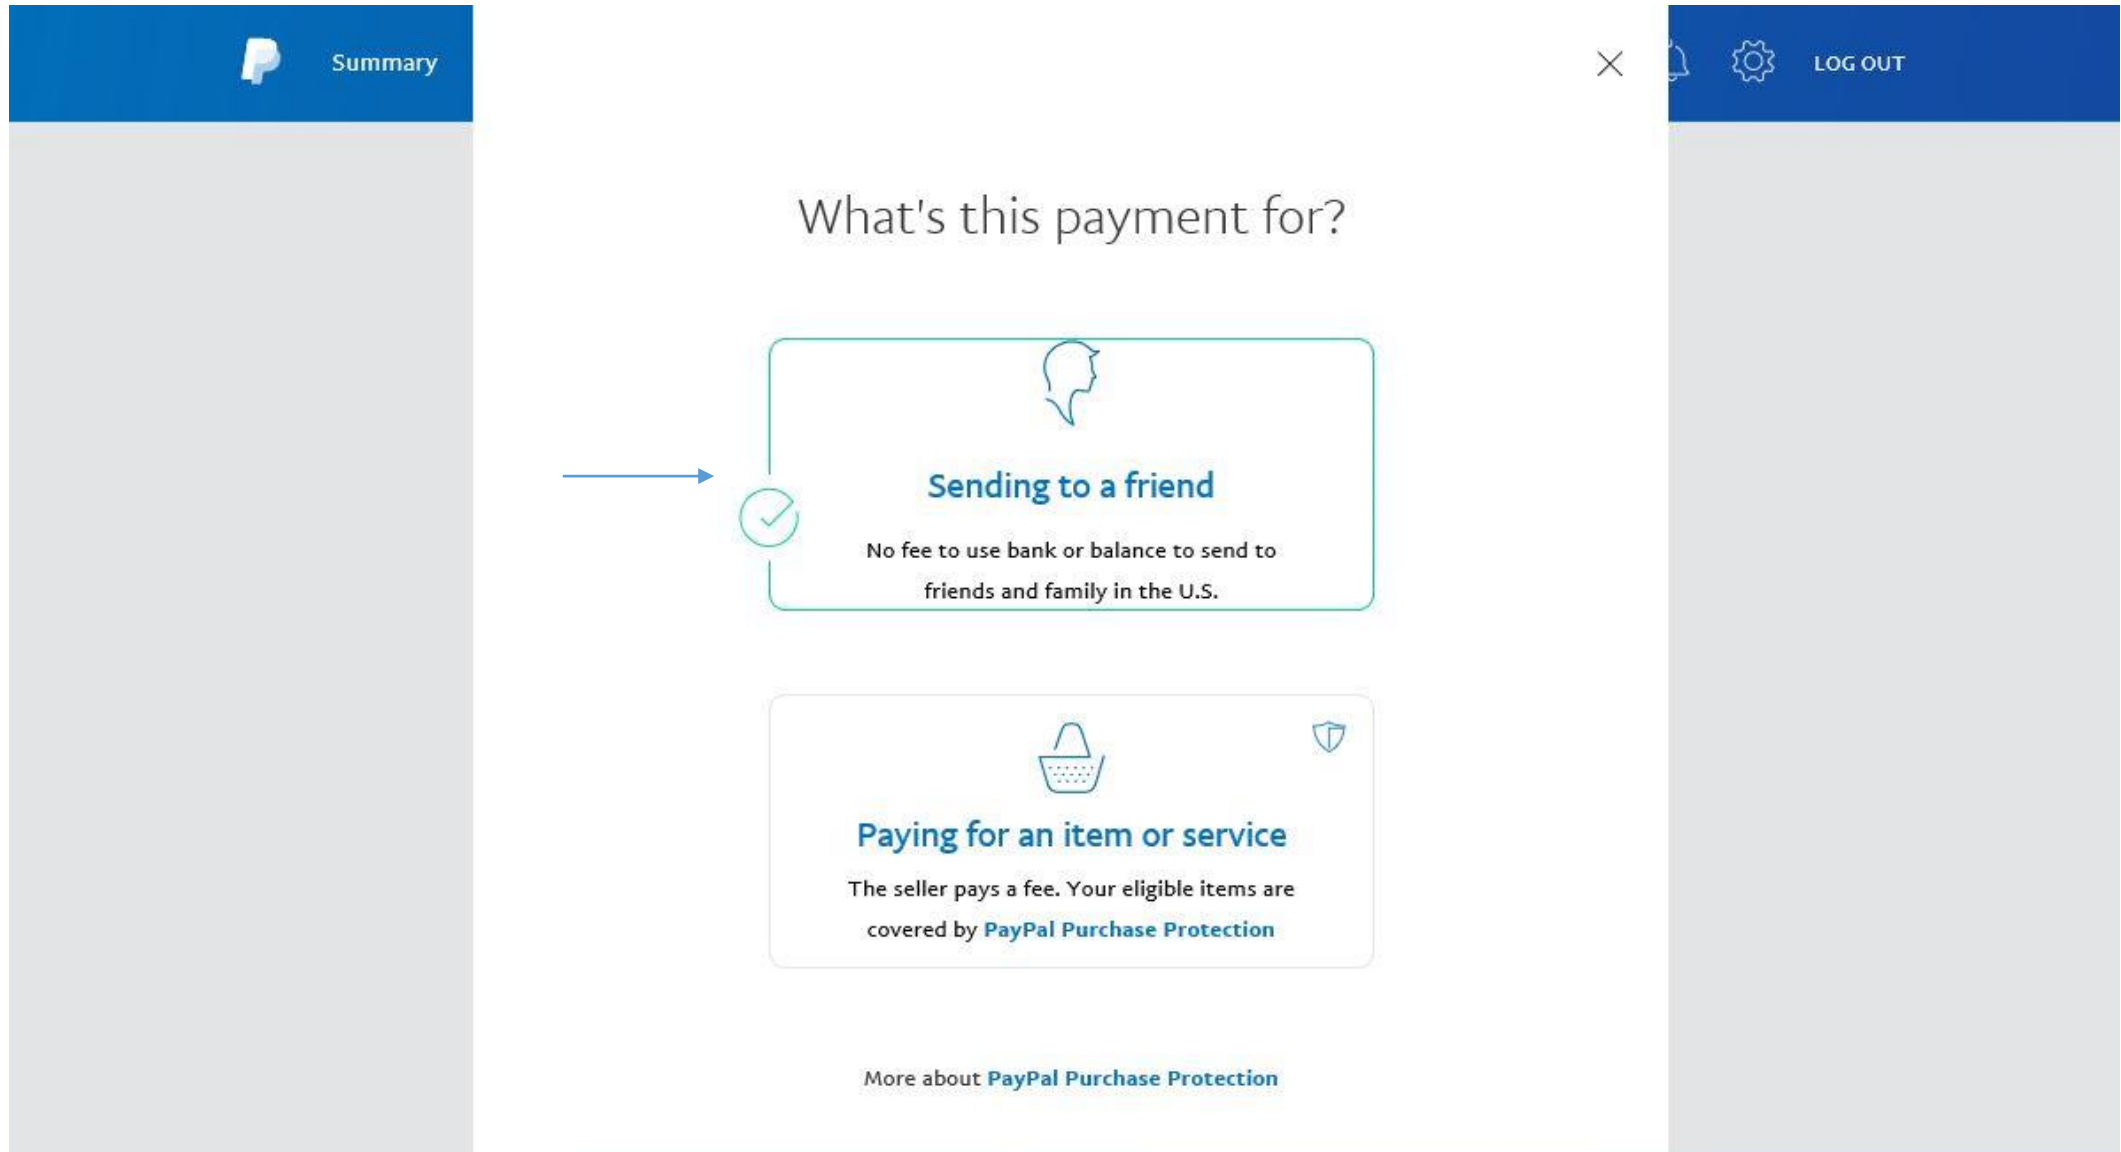 Summary
LOG OUT
What's this payment for?
Sending to a friend
No fee to use bank or balance to send to
friends and family in the U.S.
Paying for an item or service
The seller pays a fee. Your eligible items are
covered by PayPal Purchase Protection
More about PayPal Purchase Protection